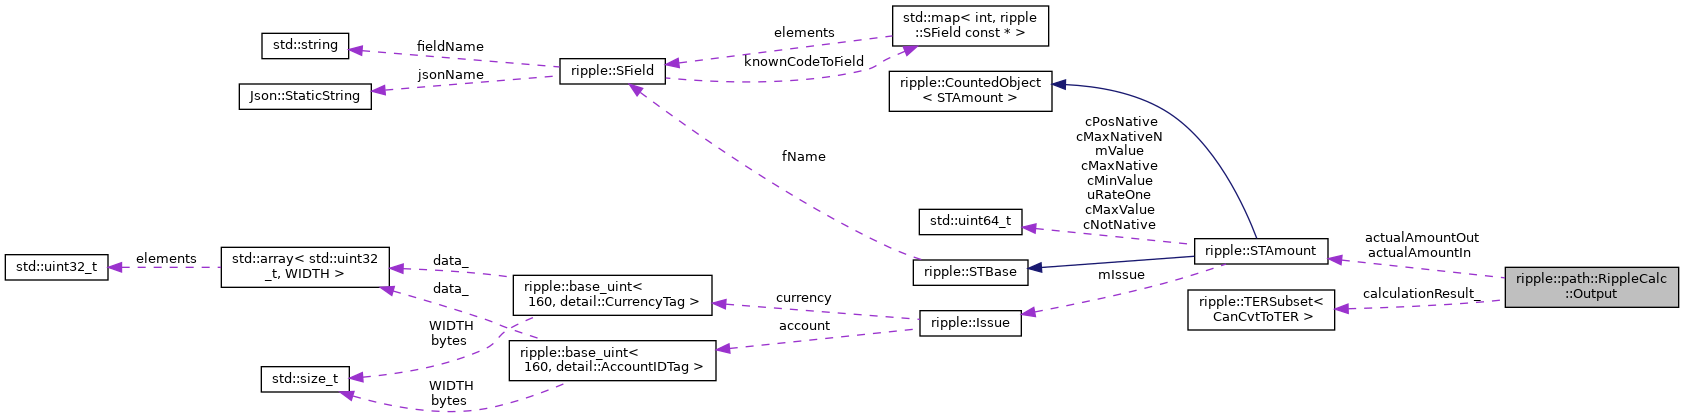 std::map< int, ripple
::SField const * >
std::string
fieldName
elements
knownCodeToField
ripple::SField
jsonName
Json::StaticString
ripple::CountedObject
< STAmount >
cPosNative
cMaxNativeN
mValue
cMaxNative
cMinValue
uRateOne
cMaxValue
cNotNative
fName
std::uint64_t
ripple::STAmount
actualAmountOut
actualAmountIn
std::uint32_t
elements
std::array< std::uint32
_t, WIDTH >
data_
data_
ripple::STBase
mIssue
ripple::path::RippleCalc
::Output
ripple::base_uint<
160, detail::CurrencyTag >
currency
ripple::TERSubset<
CanCvtToTER >
calculationResult_
WIDTH
bytes
account
ripple::Issue
ripple::base_uint<
160, detail::AccountIDTag >
std::size_t
WIDTH
bytes